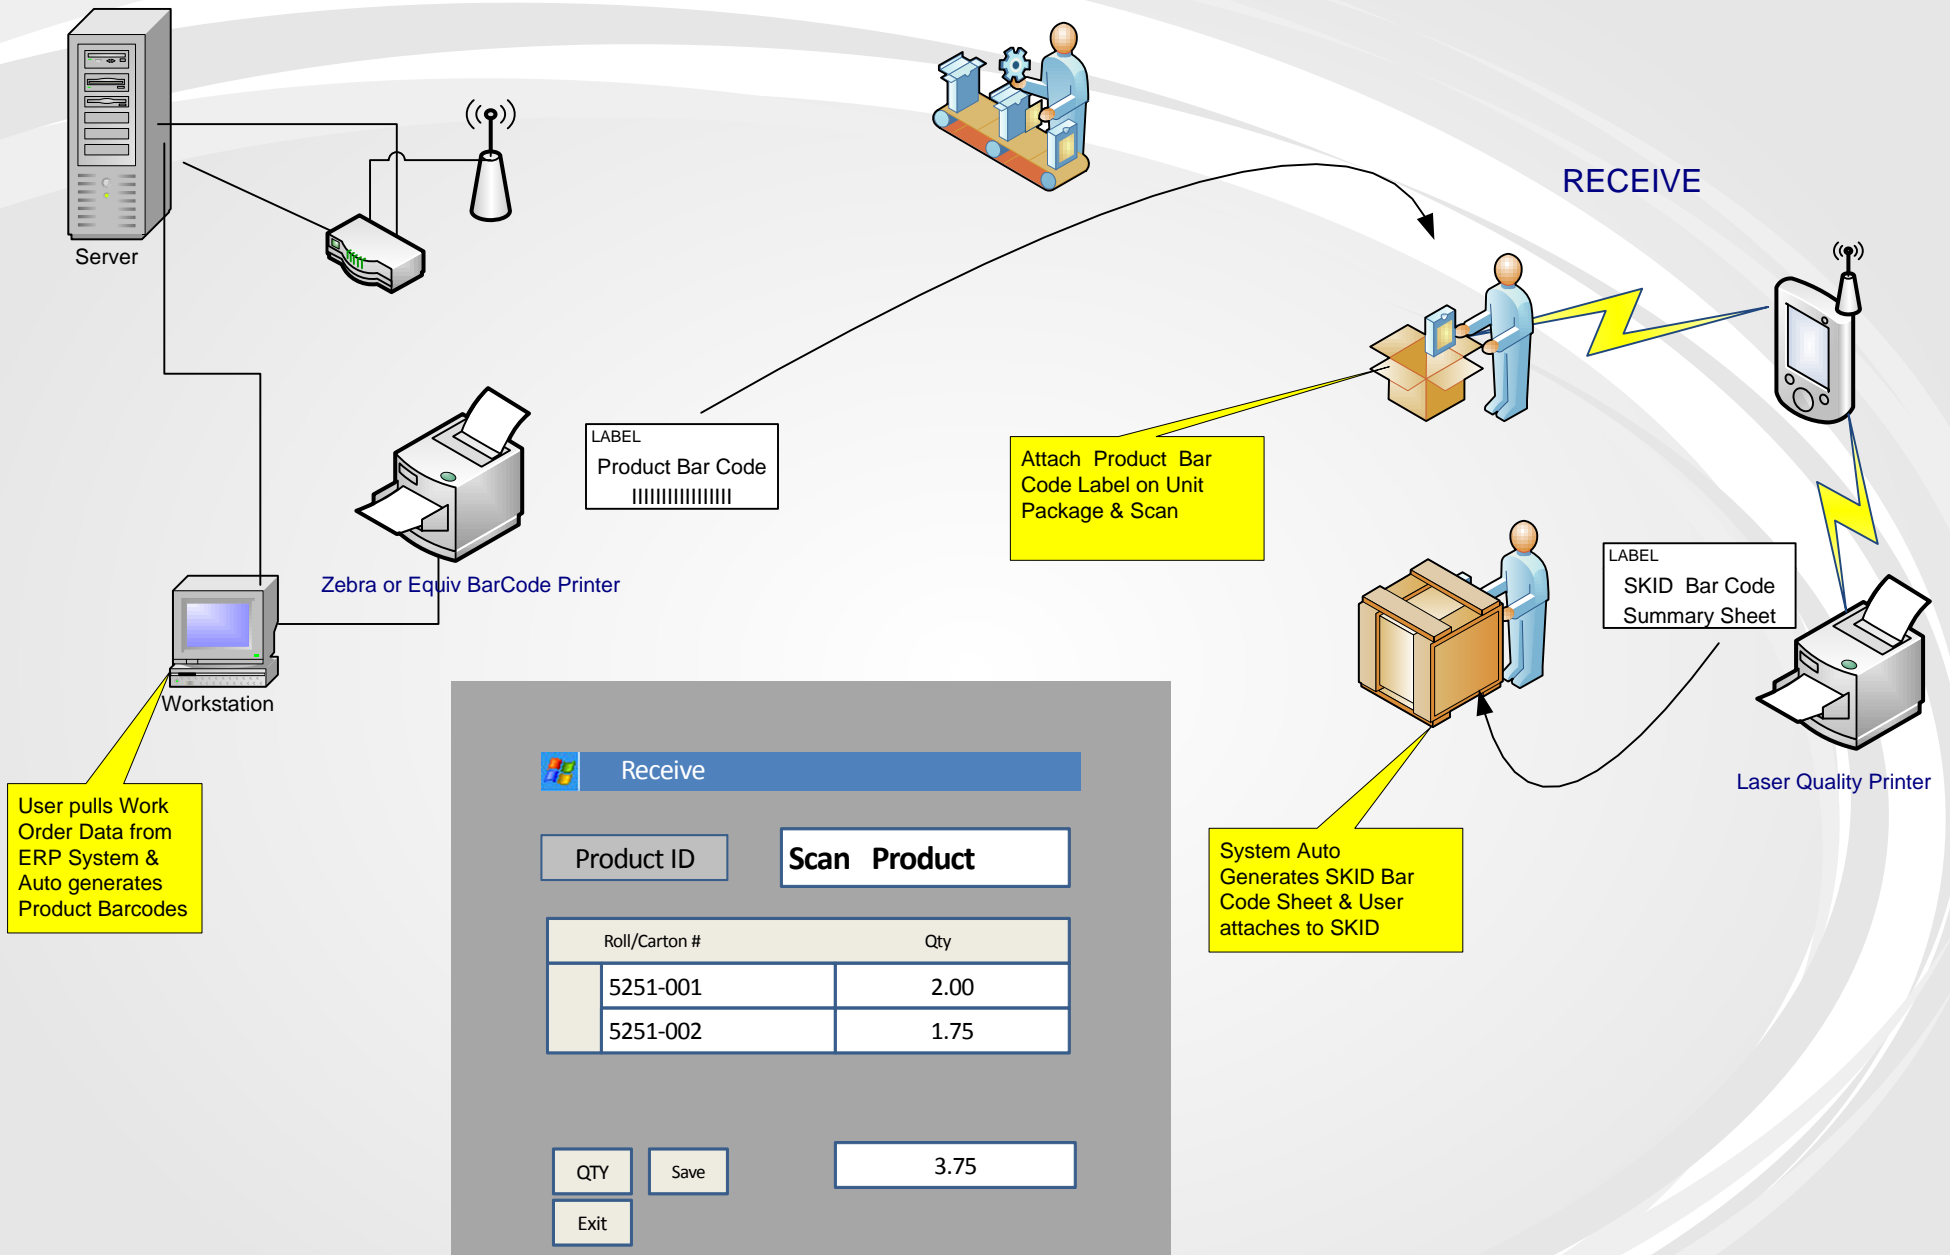 RECEIVE
Server
LABEL
Product Bar Code
IIIIIIIIIIIIIIIII
Zebra or Equiv BarCode Printer
Attach Product Bar
Code Label on Unit
Package & Scan
LABEL
SKID Bar Code
Summary Sheet
Workstation
Laser Quality Printer
User pulls Work
Order Data from
ERP System &
Auto generates
Product Barcodes
System Auto
Generates SKID Bar
Code Sheet & User
attaches to SKID
Receive
Product ID
Scan Product
Roll/Carton # Qty
5251-001 2.00
5251-002 1.75
QTY Save 3.75
Exit